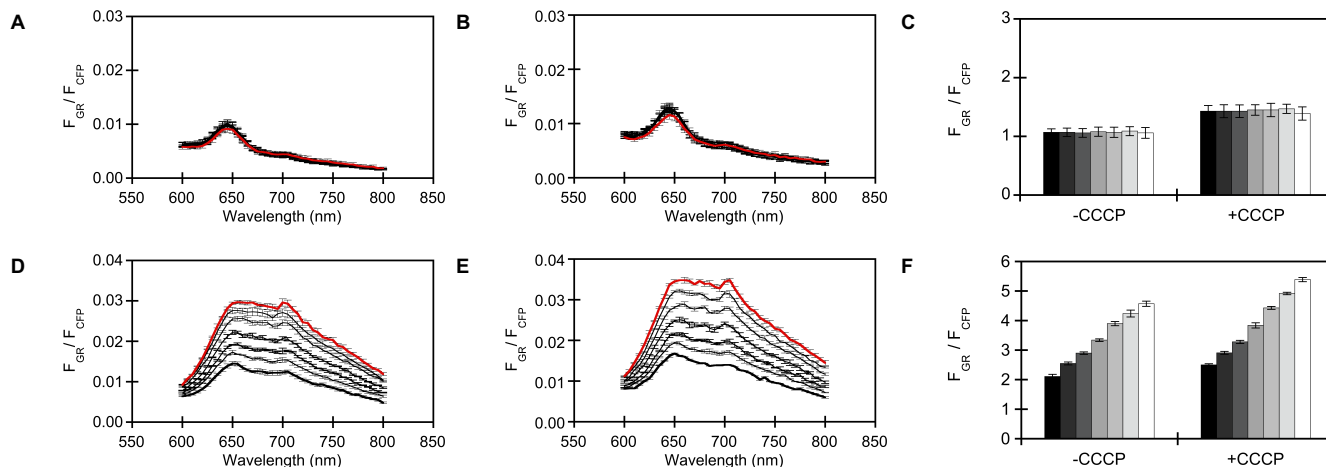 A
0.03
0.02
0.01
0.00
F_GR / F_CFP
550 600 650 700 750 800 850
Wavelength (nm)
B
0.03
0.02
0.01
0.00
F_GR / F_CFP
550 600 650 700 750 800 850
Wavelength (nm)
C
3
2
1
0
F_GR / F_CFP
-CCCP +CCCP
D
0.04
0.03
0.02
0.01
0.00
F_GR / F_CFP
550 600 650 700 750 800 850
Wavelength (nm)
E
0.04
0.03
0.02
0.01
0.00
F_GR / F_CFP
550 600 650 700 750 800 850
Wavelength (nm)
F
6
5
4
3
2
1
0
F_GR / F_CFP
-CCCP +CCCP